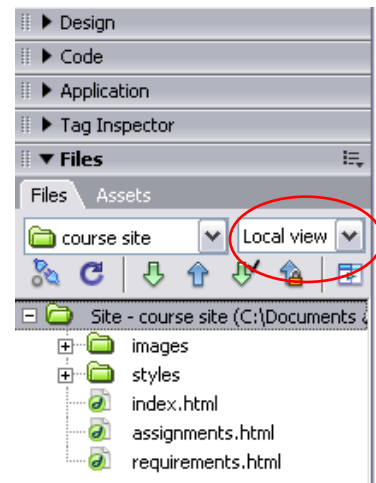 Design
Code
Application
Tag Inspector
Files
Files Assets
course site Local view
Site - course site (C:\Documents &
images
styles
index.html
assignments.html
requirements.html